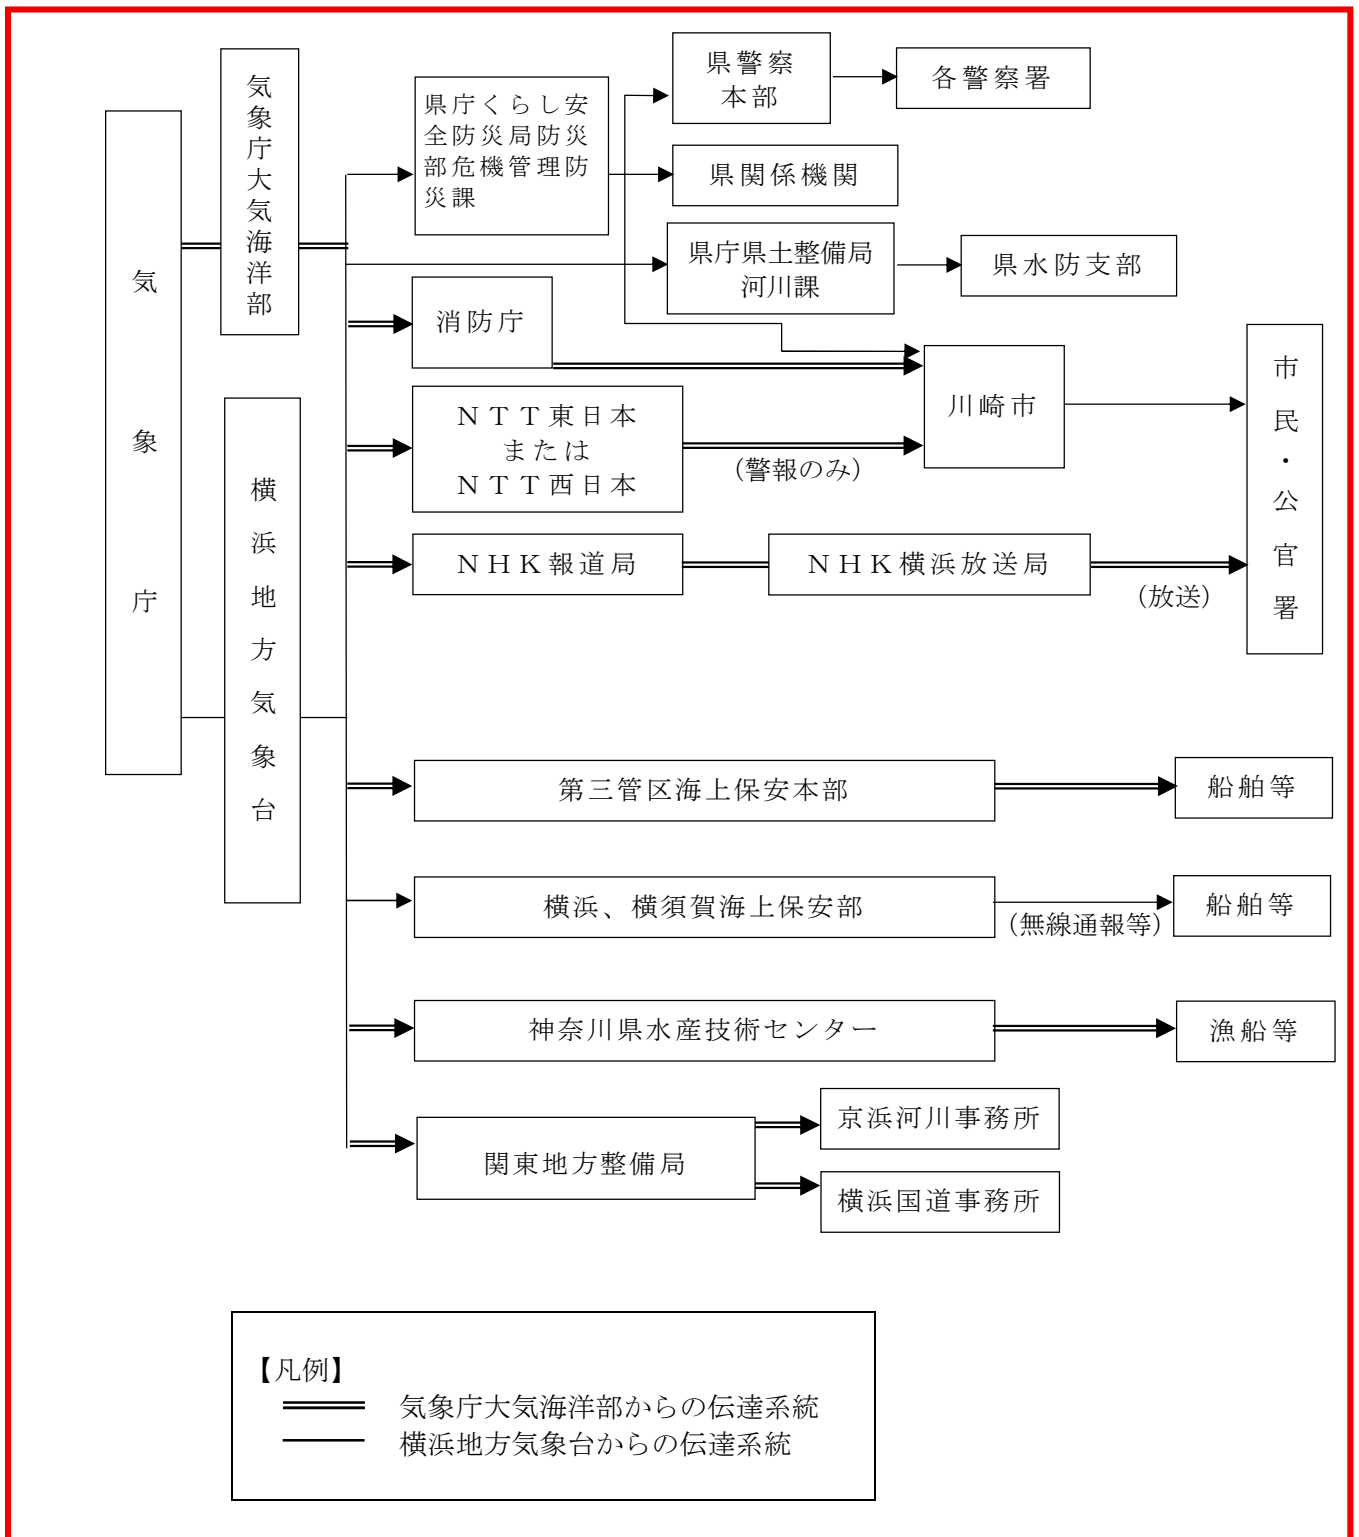 気象庁
気象庁大気海洋部
横浜地方気象台
県庁くらし安
全防災局防災
部危機管理防
災課
県警察
本部
各警察署
県関係機関
県庁県土整備局
河川課
県水防支部
消防庁
ＮＴＴ東日本
または
ＮＴＴ西日本
（警報のみ）
川崎市
市民・公官署
ＮＨＫ報道局
ＮＨＫ横浜放送局
（放送）
第三管区海上保安本部
船舶等
横浜、横須賀海上保安部
（無線通報等）
船舶等
神奈川県水産技術センター
漁船等
関東地方整備局
京浜河川事務所
横浜国道事務所
【凡例】
気象庁大気海洋部からの伝達系統
横浜地方気象台からの伝達系統